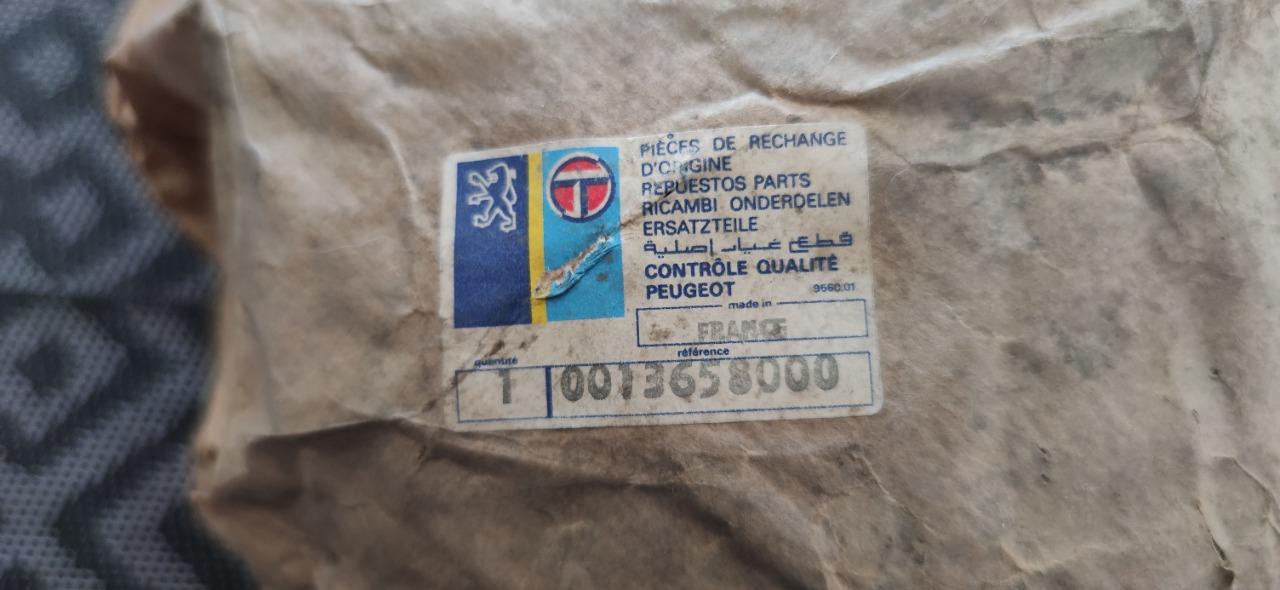 PIÈCES DE RECHANGE
D'ORIGINE
REPUESTOS PARTS
RICAMBI ONDERDELEN
ERSATZTEILE
قطع غيار اصلية
CONTRÔLE QUALITÉ
PEUGEOT 9660.01
made in
FRANCE
quantité référence
1 0013658000